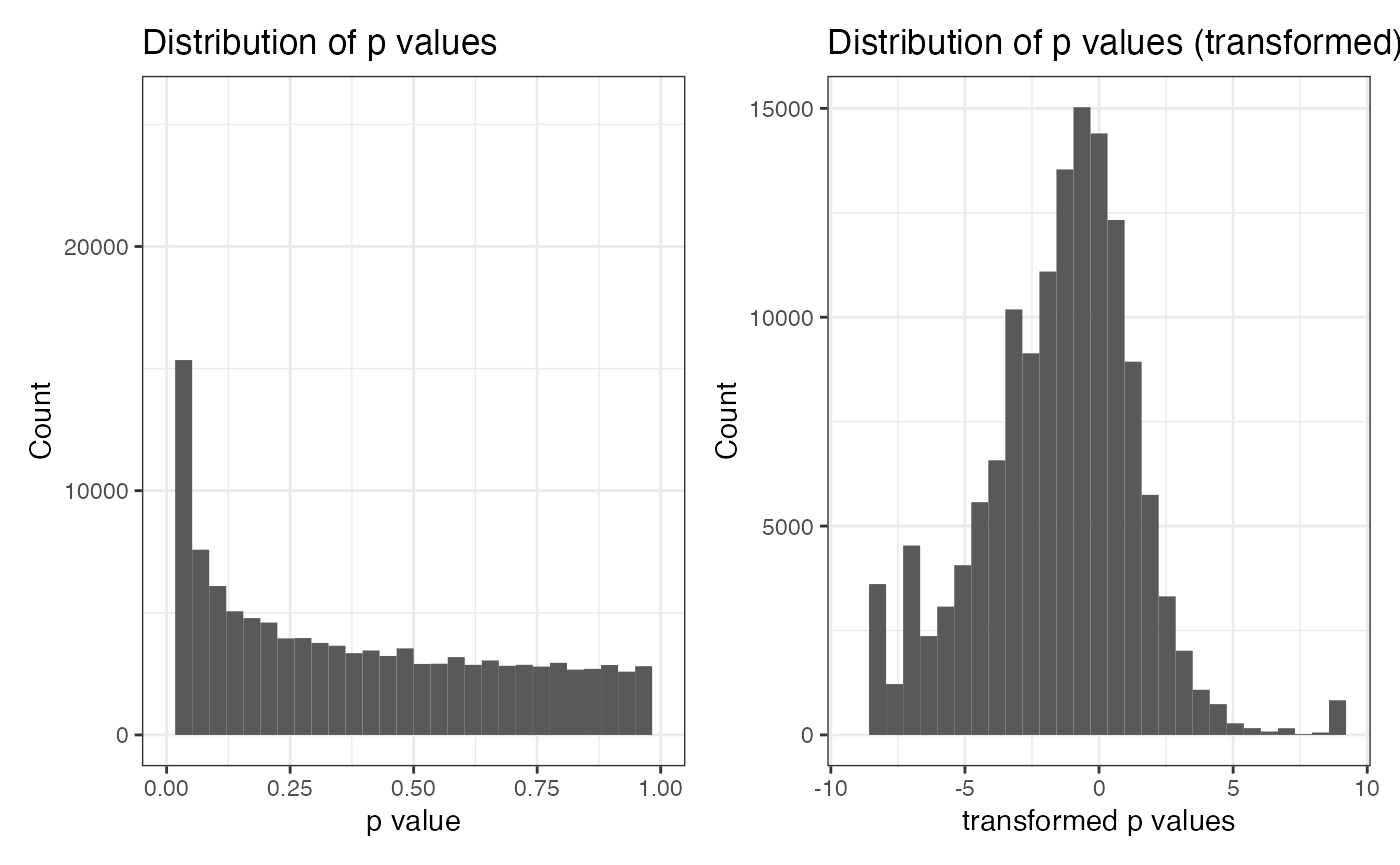 Distribution of p values
Count
20000
10000
0
0.00 0.25 0.50 0.75 1.00
p value
Distribution of p values (transformed)
Count
15000
10000
5000
0
-10 -5 0 5 10
transformed p values